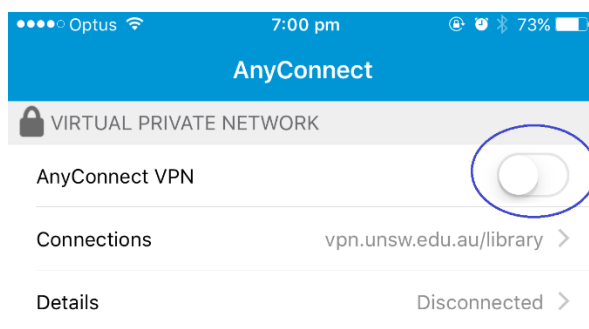 Optus 7:00 pm 73%
AnyConnect
VIRTUAL PRIVATE NETWORK
AnyConnect VPN
Connections vpn.unsw.edu.au/library >
Details Disconnected >